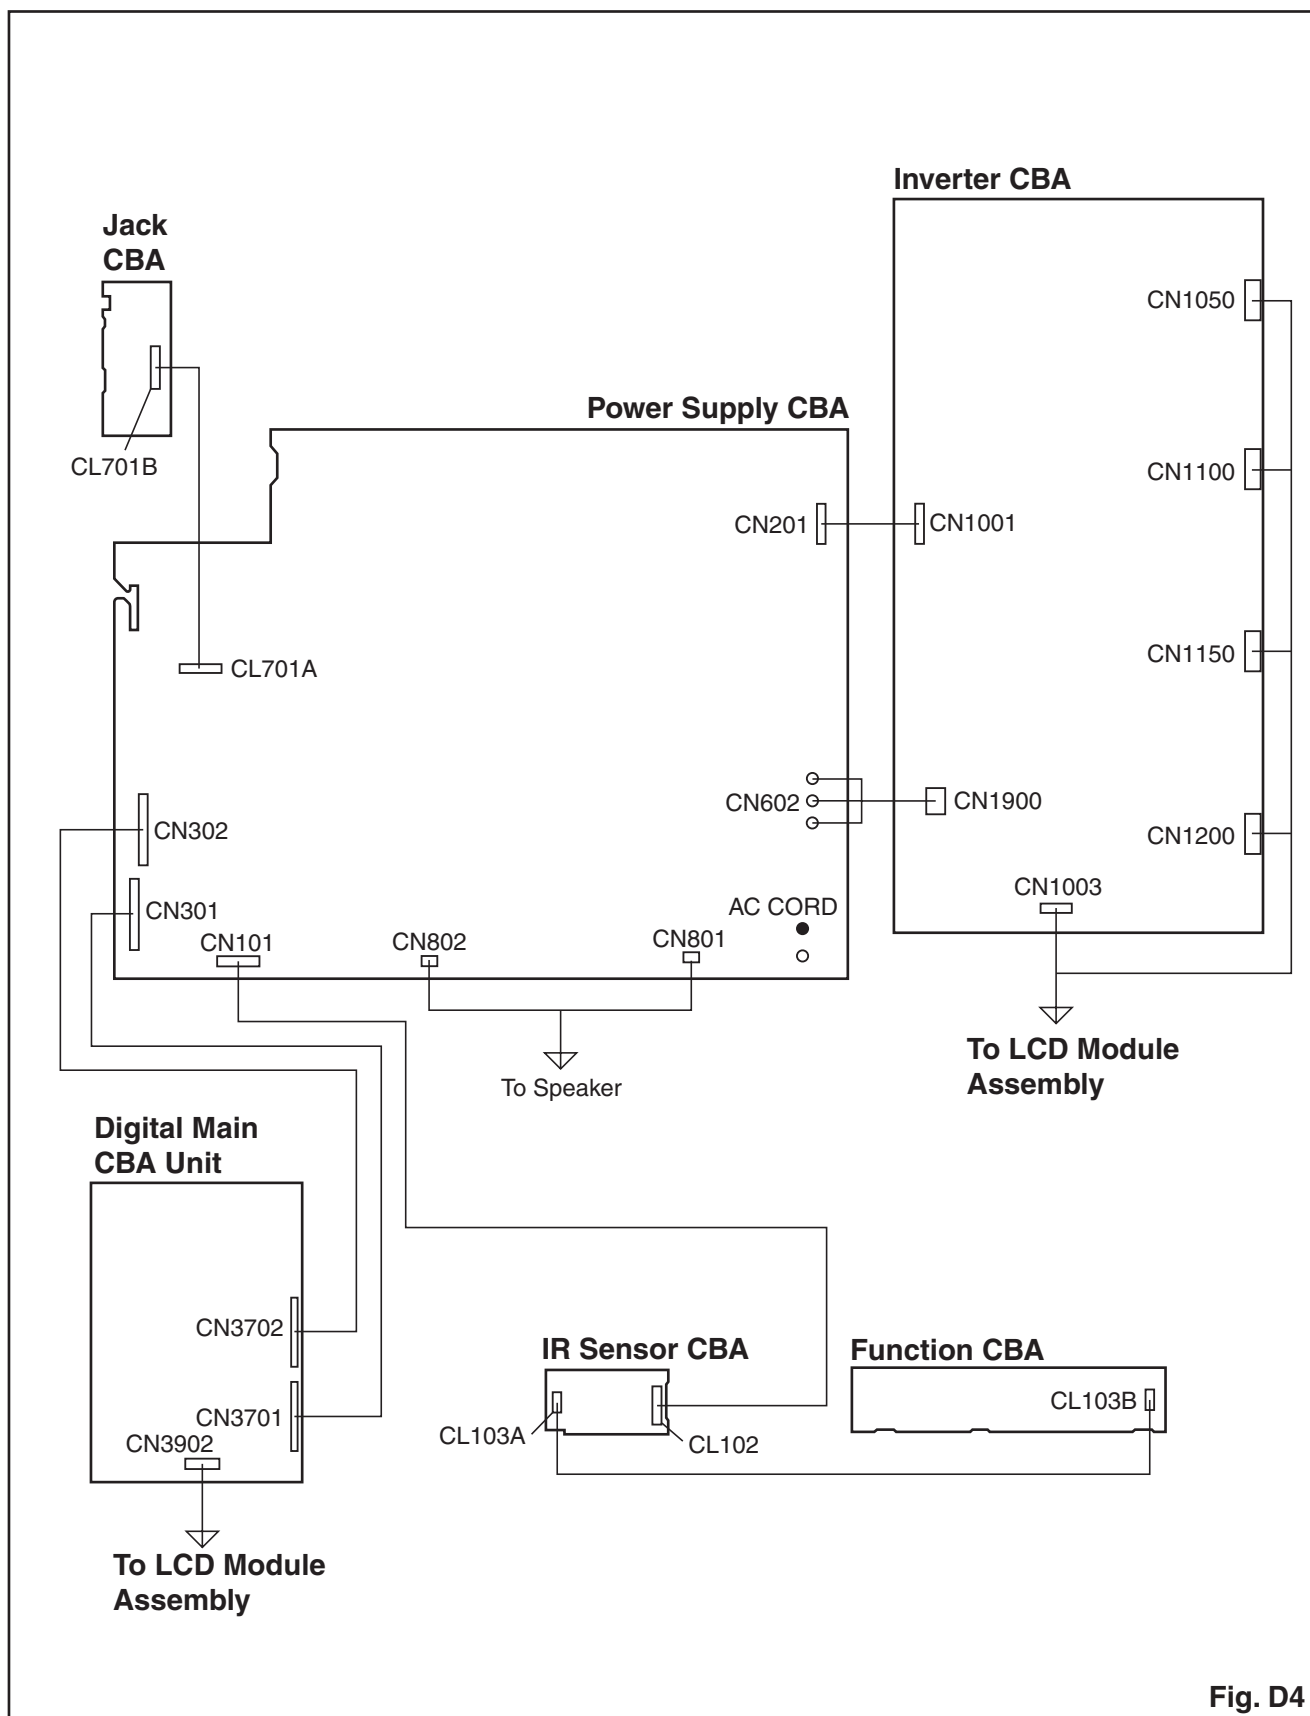 Inverter CBA
Jack
CBA
CN1050
Power Supply CBA
CL701B
CN1100
CN201
CN1001
CN1150
CL701A
CN602
CN1900
CN302
CN1200
CN1003
CN301
AC CORD
CN101
CN802
CN801
To LCD Module
Assembly
To Speaker
Digital Main
CBA Unit
CN3702
IR Sensor CBA
Function CBA
CN3701
CL103B
CN3902
CL103A
CL102
To LCD Module
Assembly
Fig. D4